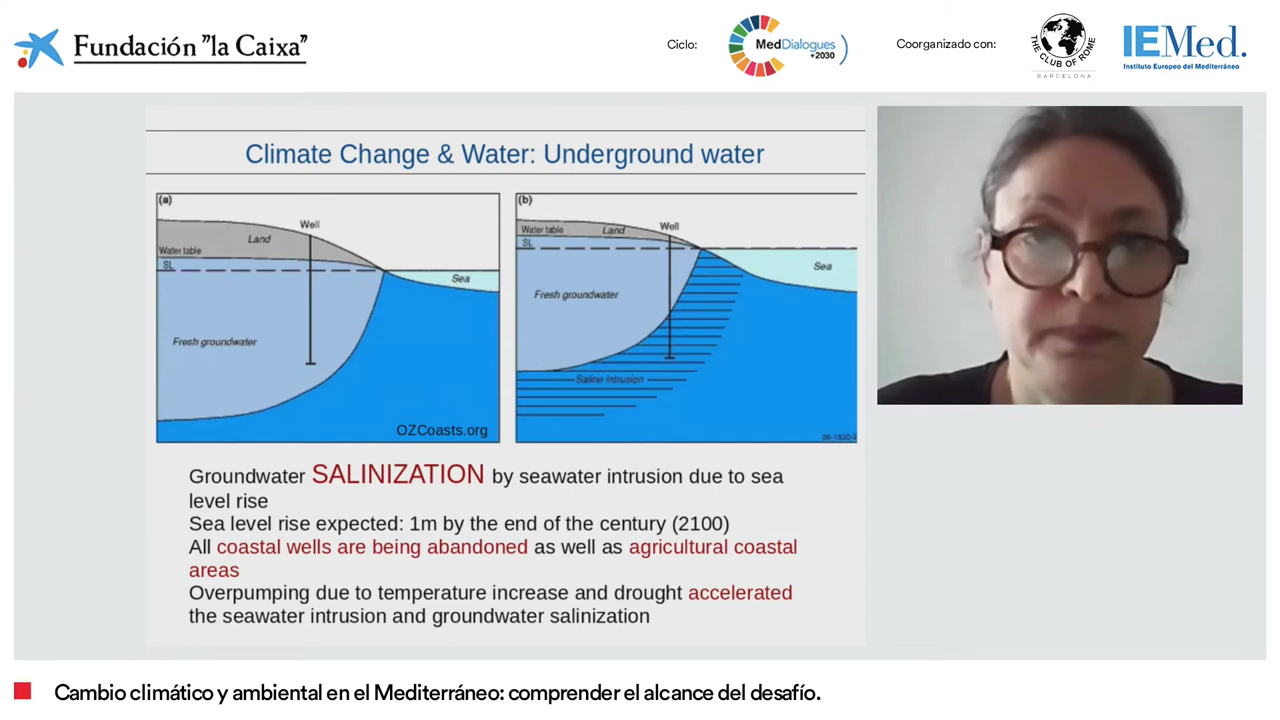 Fundación "la Caixa"
Ciclo:
MedDialogues
+2030
Coorganizado con:
THE CLUB OF ROME
BARCELONA
IEMed.
Instituto Europeo del Mediterráneo
Climate Change & Water: Underground water
(a)
Well
Land
Water table
SL
Sea
Fresh groundwater
OZCoasts.org
(b)
Well
Water table
Land
SL
Sea
Fresh groundwater
Saline intrusion
Groundwater SALINIZATION by seawater intrusion due to sea
level rise
Sea level rise expected: 1m by the end of the century (2100)
All coastal wells are being abandoned as well as agricultural coastal
areas
Overpumping due to temperature increase and drought accelerated
the seawater intrusion and groundwater salinization
Cambio climático y ambiental en el Mediterráneo: comprender el alcance del desafío.